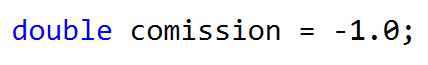 double comission = -1.0;